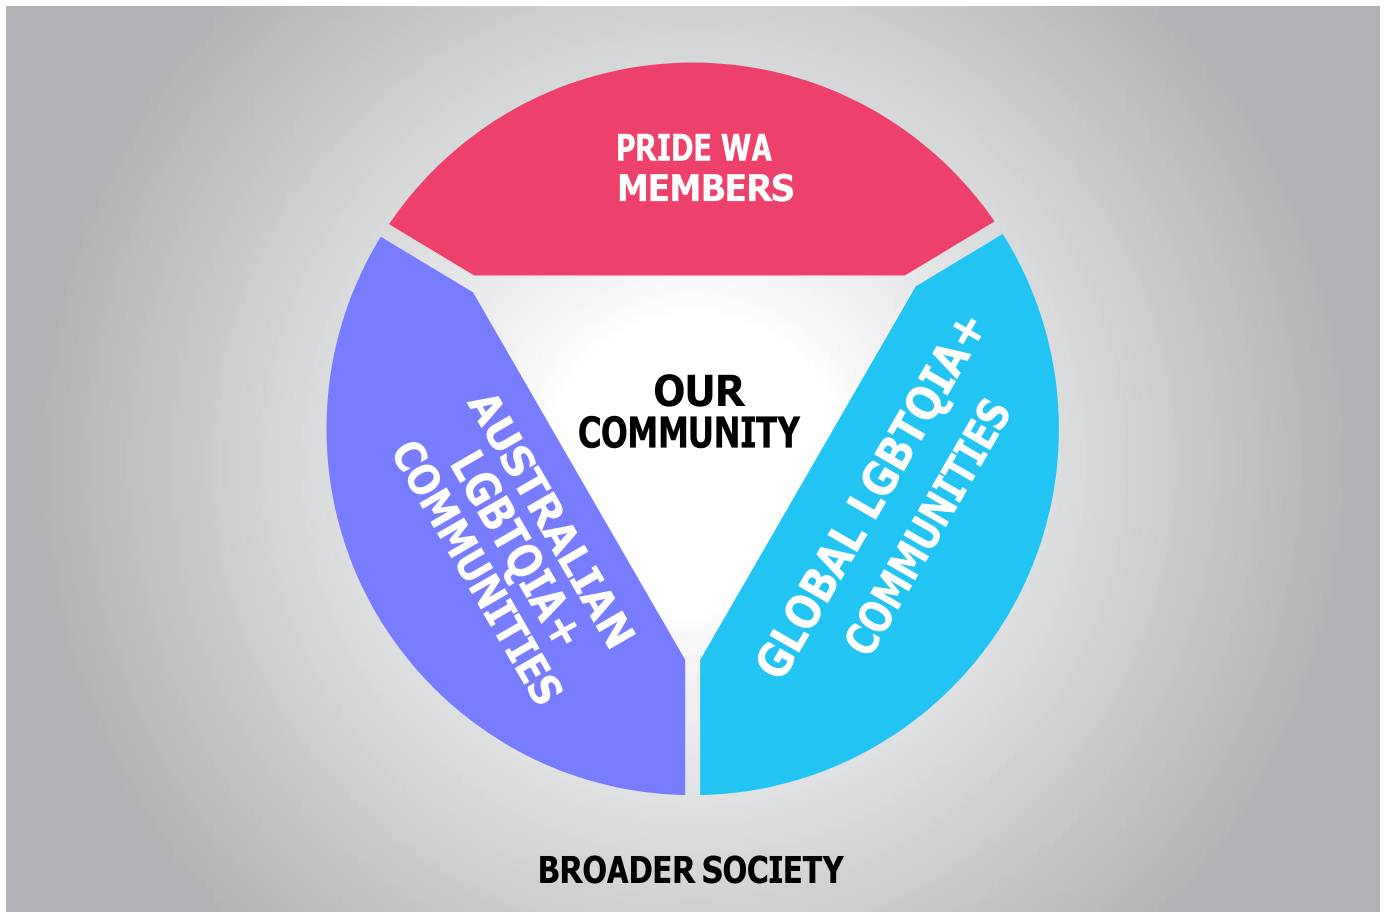 PRIDE WA
MEMBERS
OUR
COMMUNITY
AUSTRALIAN
LGBTQIA+
COMMUNITIES
GLOBAL LGBTQIA+
COMMUNITIES
BROADER SOCIETY